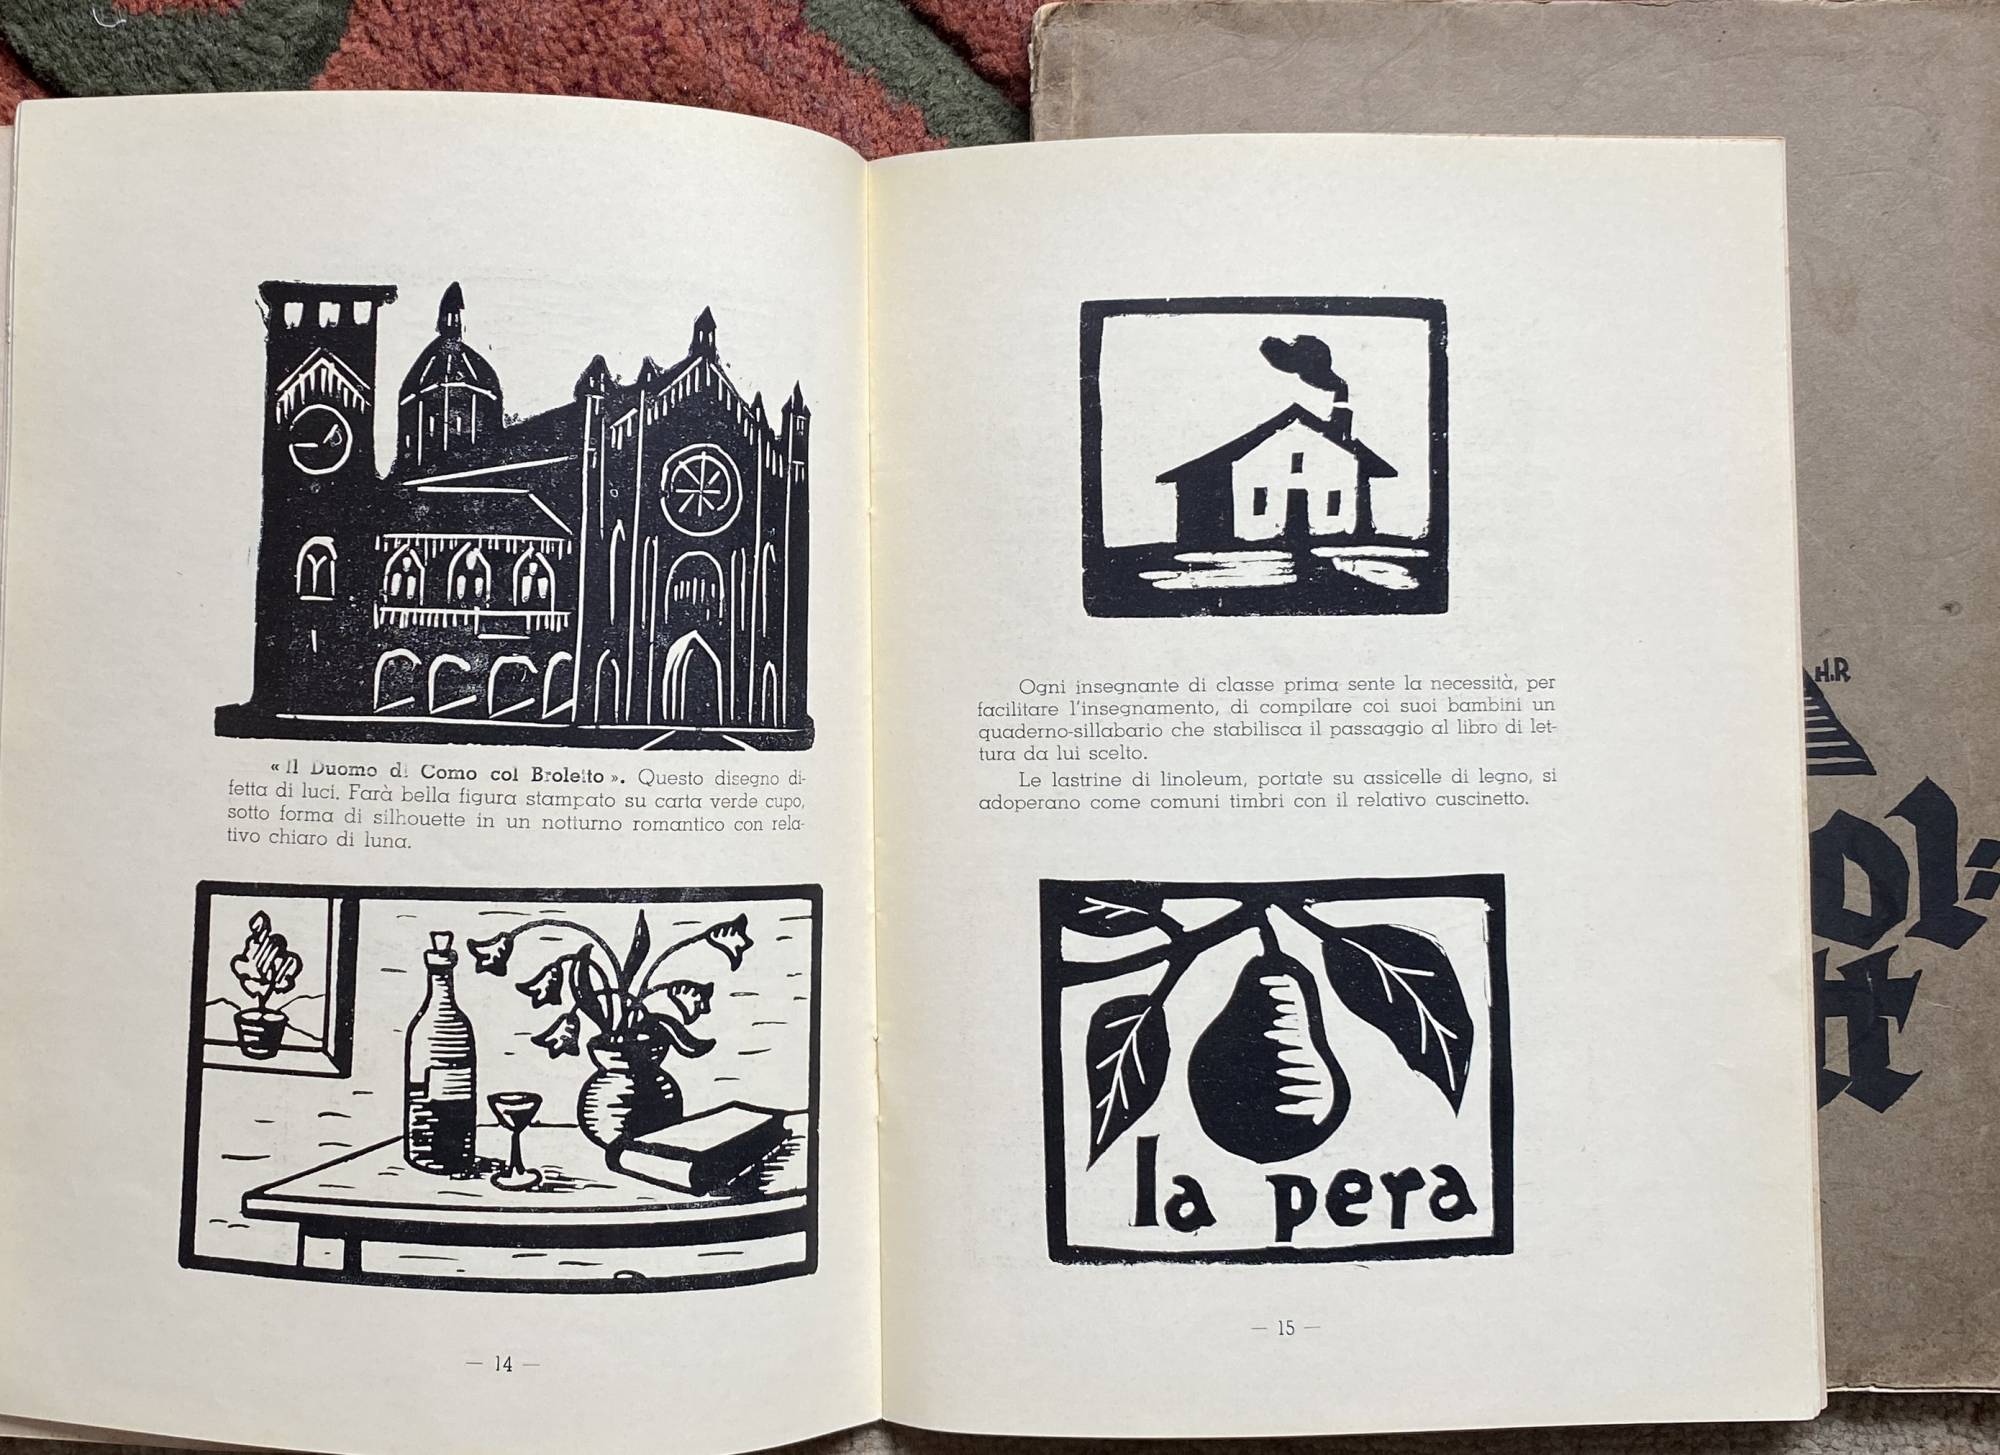 « Il Duomo di Como col Broletto ». Questo disegno di-
fetta di luci. Farà bella figura stampato su carta verde cupo,
sotto forma di silhouette in un notturno romantico con rela-
tivo chiaro di luna.
— 14 —
Ogni insegnante di classe prima sente la necessità, per
facilitare l'insegnamento, di compilare coi suoi bambini un
quaderno-sillabario che stabilisca il passaggio al libro di let-
tura da lui scelto.
Le lastrine di linoleum, portate su assicelle di legno, si
adoperano come comuni timbri con il relativo cuscinetto.
la pera
— 15 —
H.R